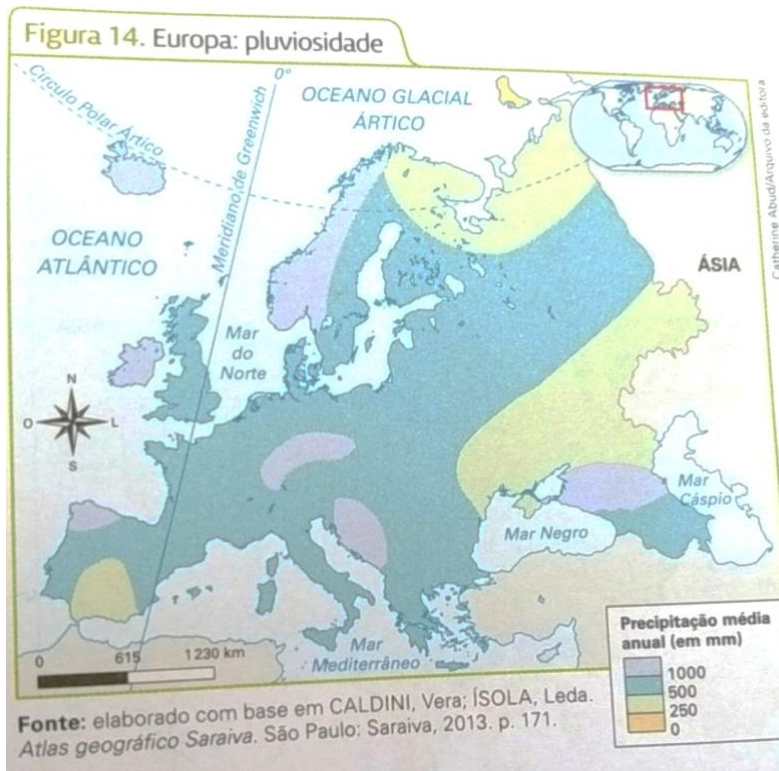 Figura 14. Europa: pluviosidade
Círculo Polar Ártico
0°
Meridiano de Greenwich
OCEANO GLACIAL
ÁRTICO
OCEANO
ATLÂNTICO
ÁSIA
Mar
do
Norte
N
O
L
S
Mar
Cáspio
Mar Negro
Mar
Mediterrâneo
0
615
1 230 km
Precipitação média
anual (em mm)
1000
500
250
0
Fonte: elaborado com base em CALDINI, Vera; ÍSOLA, Leda.
Atlas geográfico Saraiva. São Paulo: Saraiva, 2013. p. 171.
Catherine Abud/Arquivo da editora